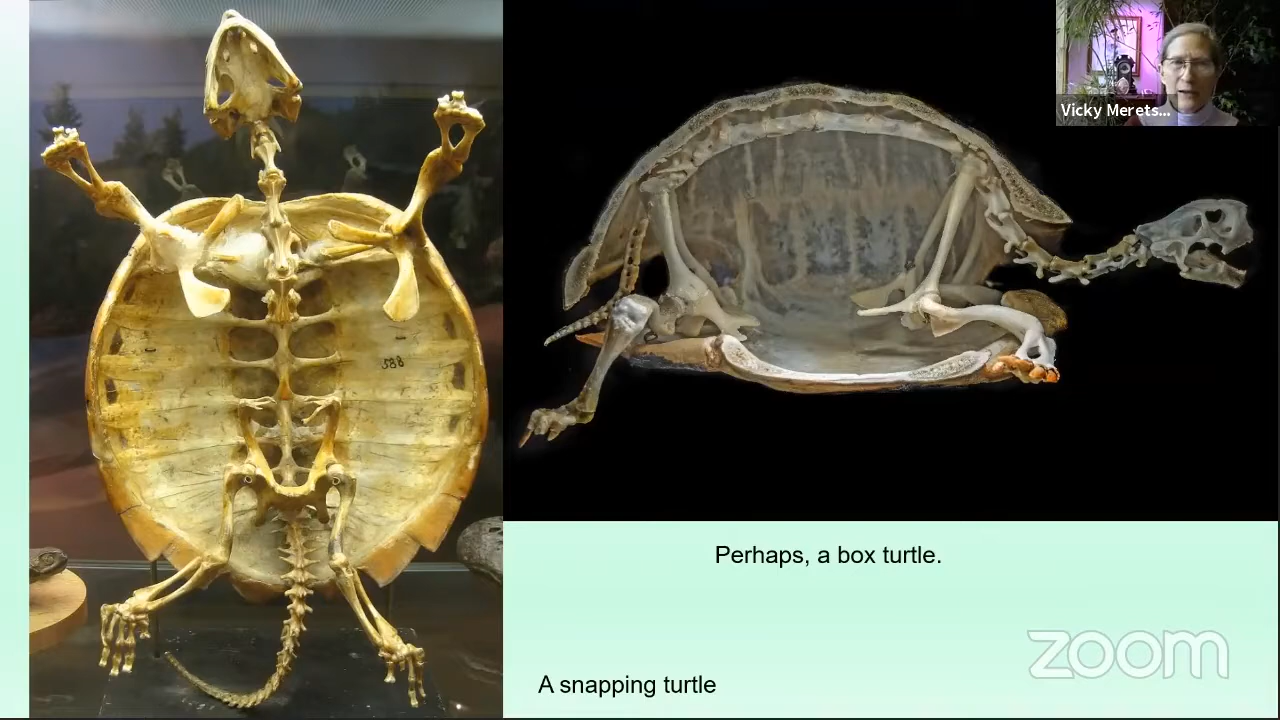 Vicky Merets...
588
Perhaps, a box turtle.
zoom
A snapping turtle